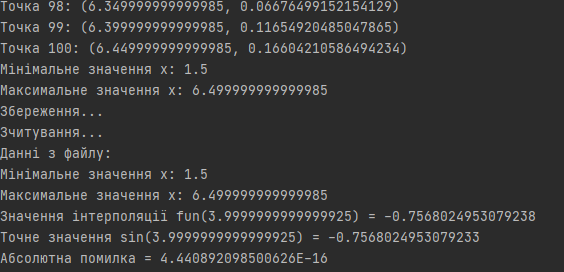 Точка 98: (6.349999999999985, 0.06676499152154129)
Точка 99: (6.399999999999985, 0.11654920485047865)
Точка 100: (6.449999999999985, 0.16604210586494234)
Мінімальне значення x: 1.5
Максимальне значення x: 6.499999999999985
Збереження...
Зчитування...
Данні з файлу:
Мінімальне значення x: 1.5
Максимальне значення x: 6.499999999999985
Значення інтерполяції fun(3.9999999999999925) = -0.7568024953079238
Точне значення sin(3.9999999999999925) = -0.7568024953079233
Абсолютна помилка = 4.440892098500626E-16